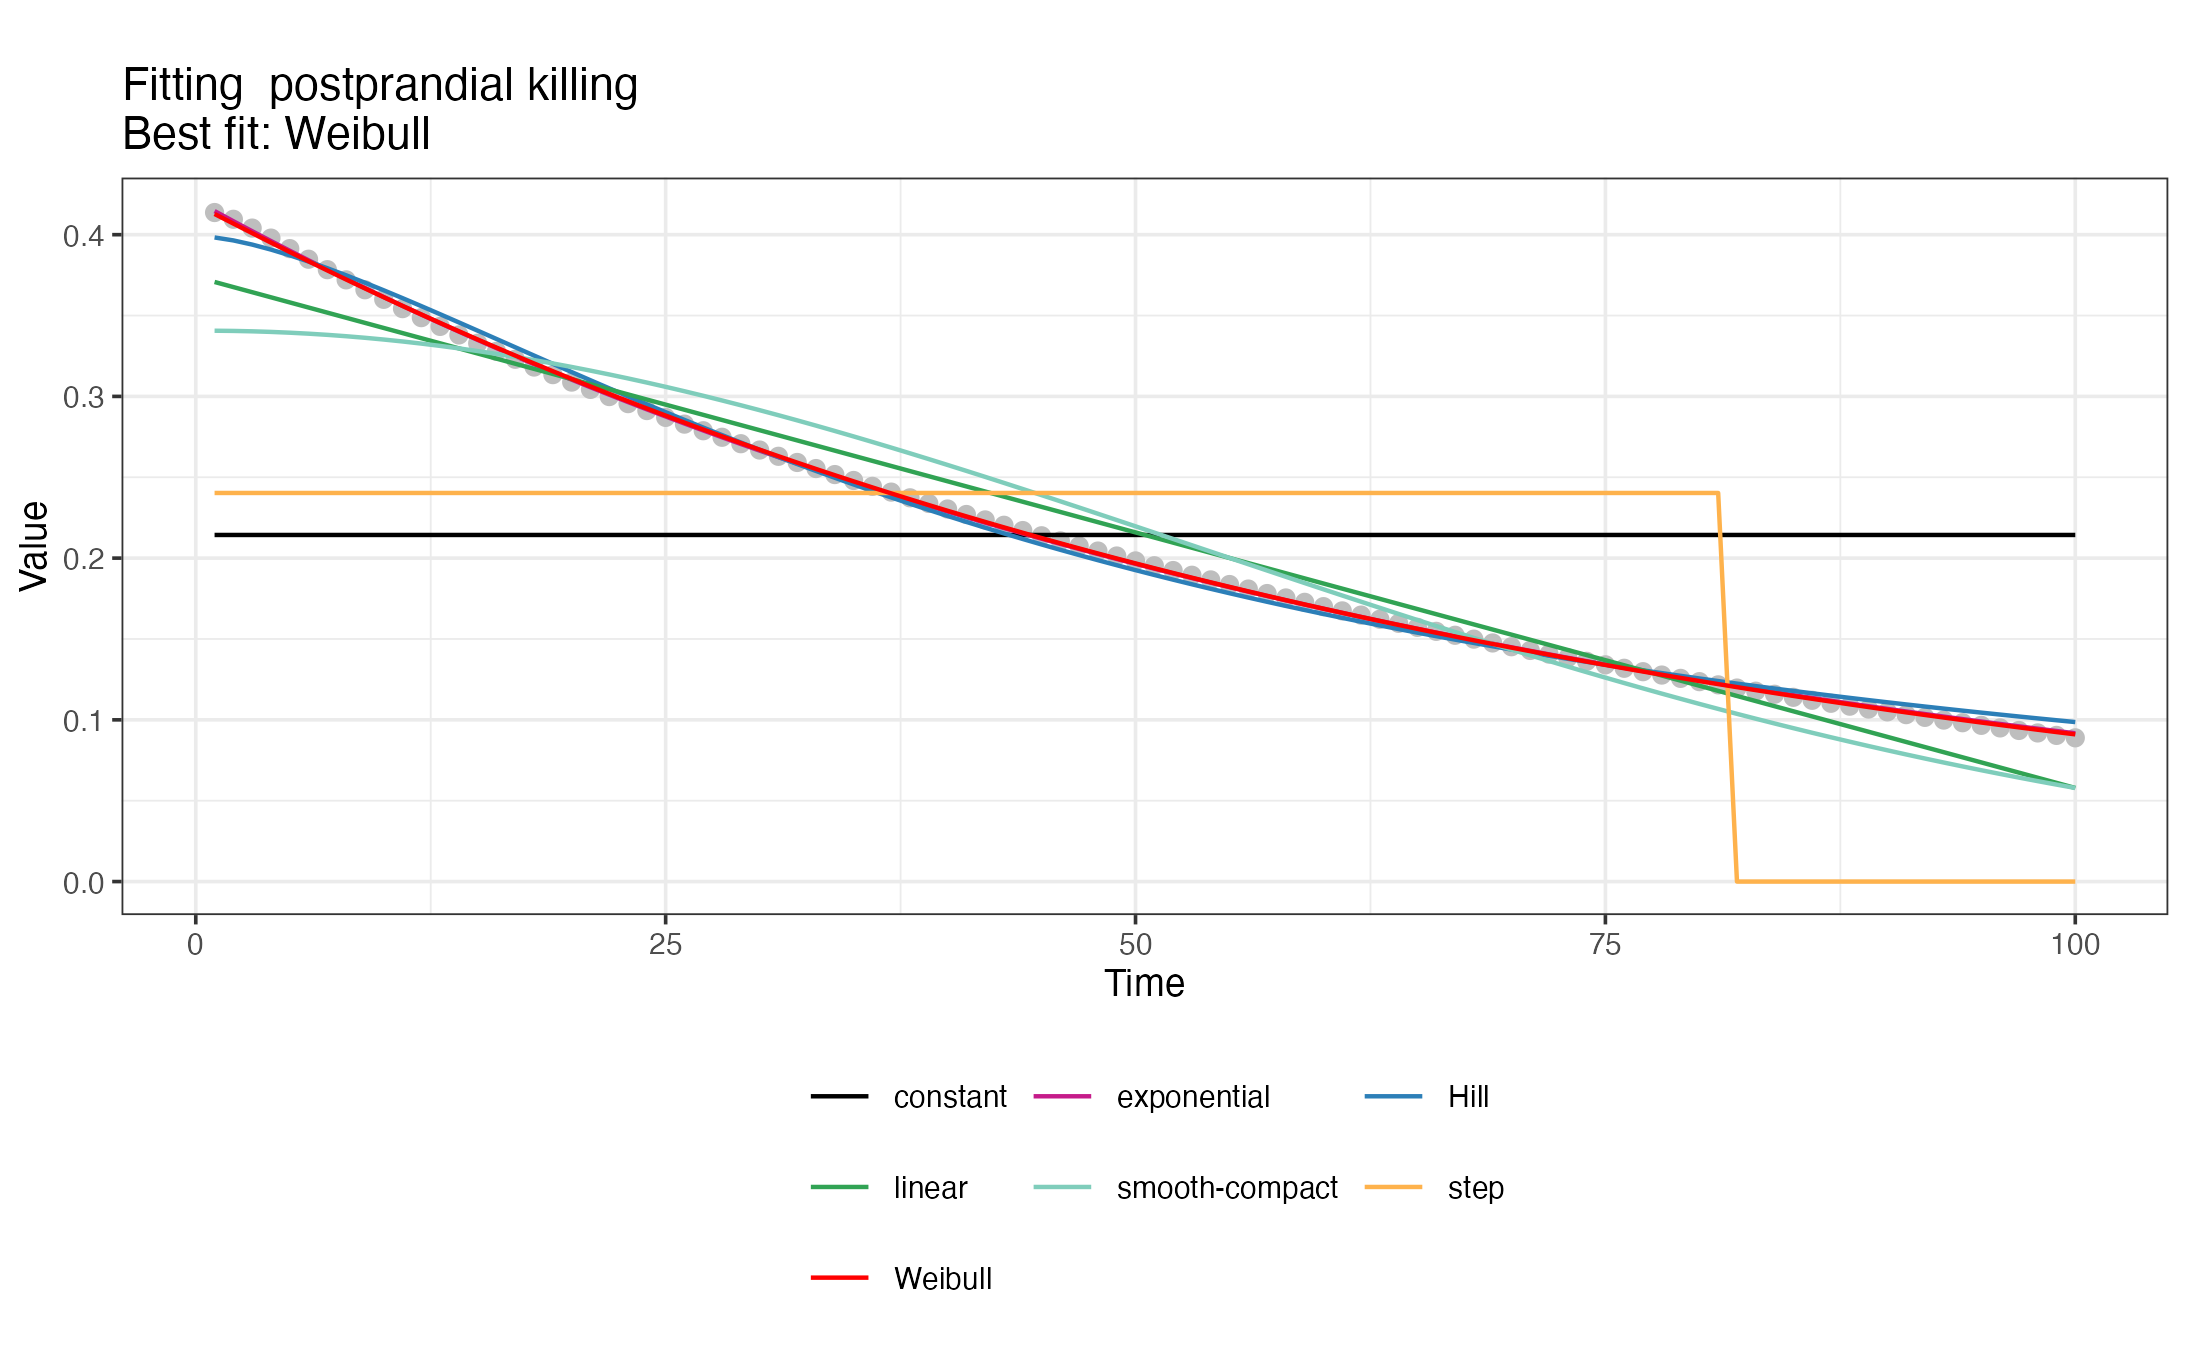 Fitting  postprandial killing
Best fit: Weibull
Value
0.4
0.3
0.2
0.1
0.0
0 25 50 75 100
Time
constant exponential Hill
linear smooth-compact step
Weibull